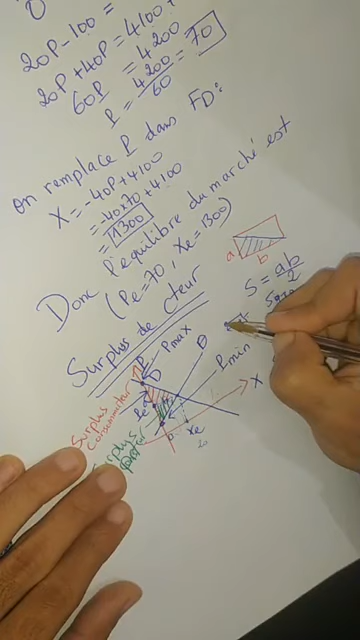 20P-100 =
20P+40P = 4100+
60P = 4200
P = 4200/60 = 70
on remplace P dans FD:
X = -40P+4100
= -40×70+4100
= 1300
Donc l'équilibre du marché est
(Pe=70, Xe=1300)
Surplus de Cteur
a
b
S = ab/2
P
Pmax
D
B
Pmin
Pe
X
Xe
Surplus
Consommateur
Surplus